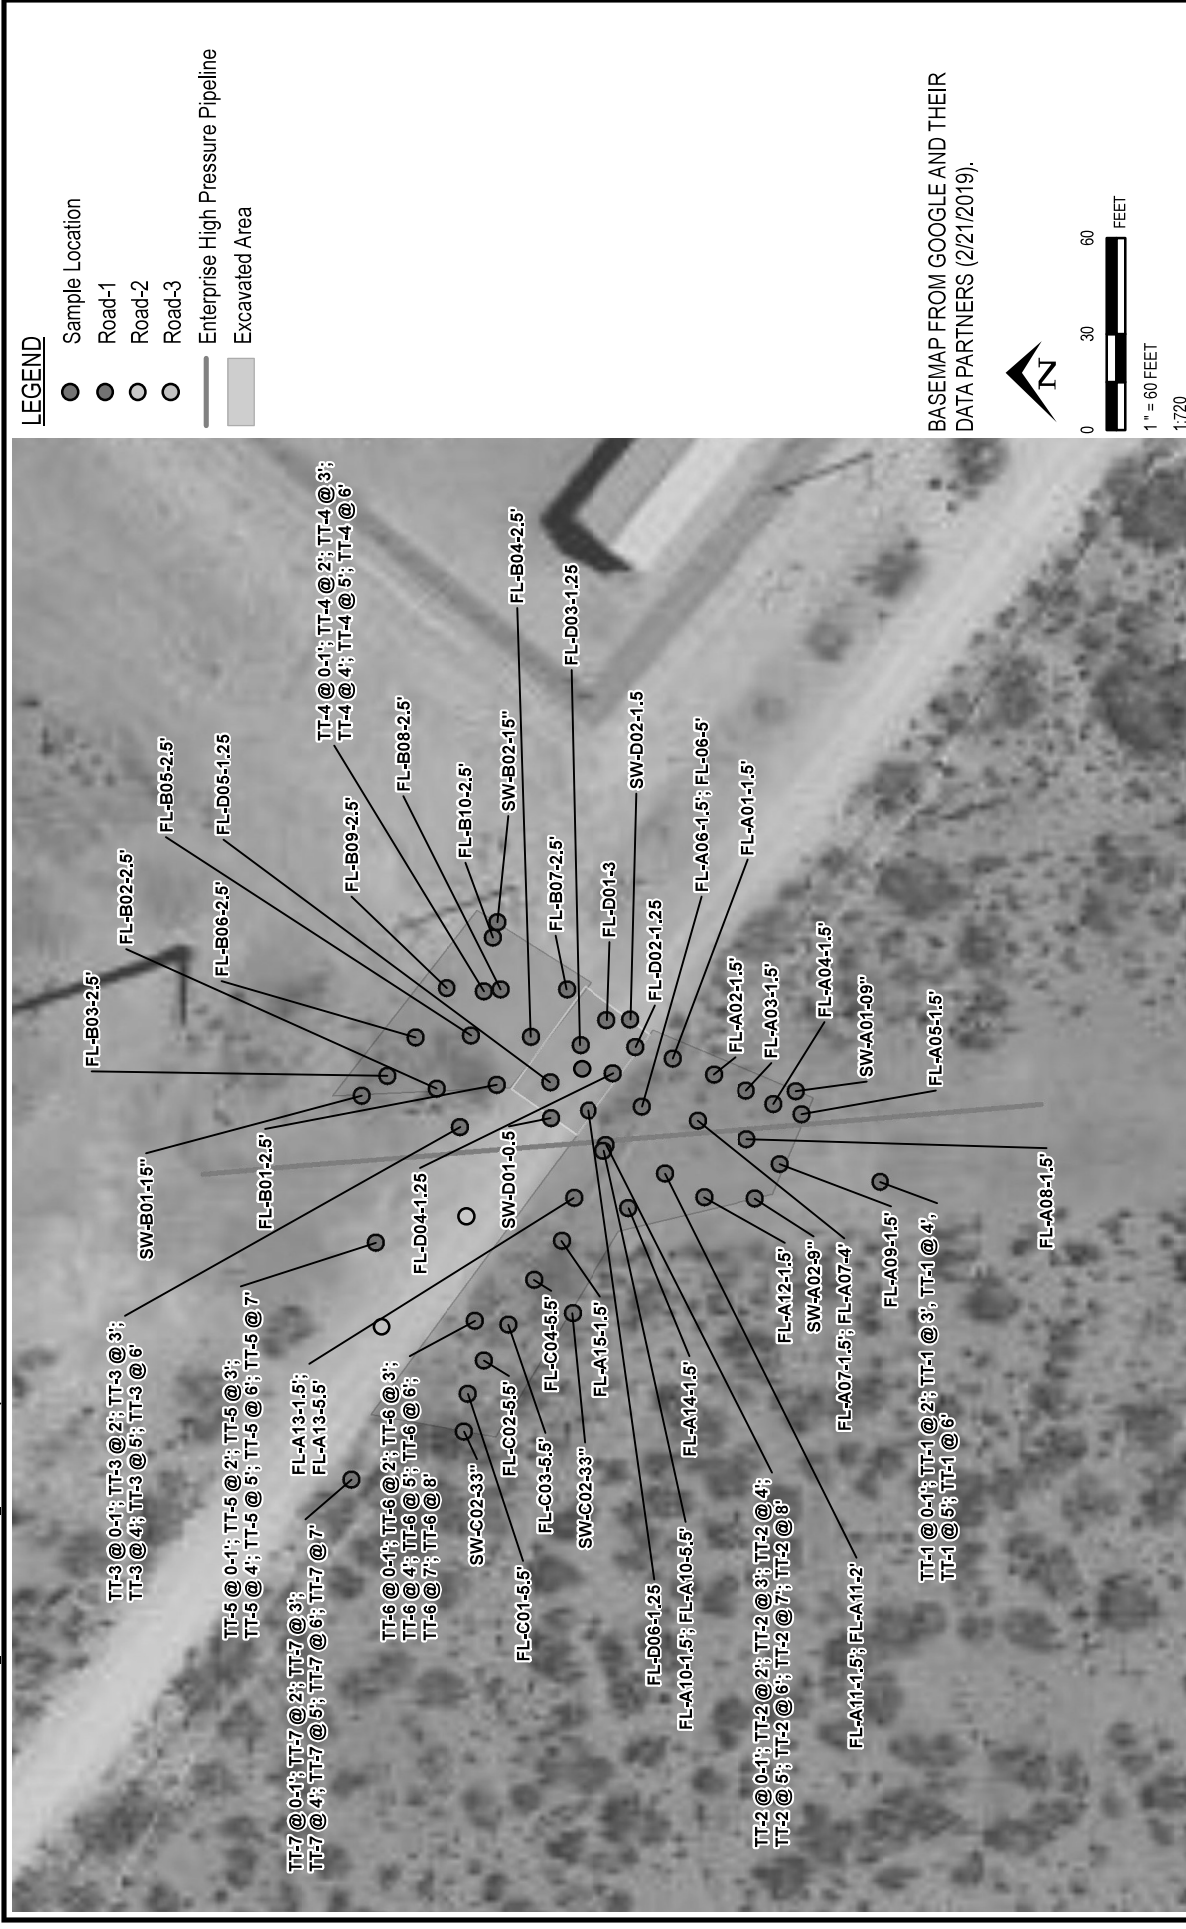 LEGEND
Sample Location
Road-1
Road-2
Road-3
Enterprise High Pressure Pipeline
Excavated Area
BASEMAP FROM GOOGLE AND THEIR
DATA PARTNERS (2/21/2019).
N
0
30
60
FEET
1 " = 60 FEET
1:720
FL-B03-2.5'
FL-B02-2.5'
FL-B05-2.5'
FL-B06-2.5'
FL-D05-1.25
TT-4 @ 0-1'; TT-4 @ 2'; TT-4 @ 3';
TT-4 @ 4'; TT-4 @ 5'; TT-4 @ 6'
FL-B09-2.5'
FL-B08-2.5'
FL-B10-2.5'
SW-B02-15"
FL-B04-2.5'
FL-B07-2.5'
FL-D03-1.25
FL-D01-3
SW-D02-1.5
FL-D02-1.25
FL-A06-1.5'; FL-06-5'
FL-A01-1.5'
FL-A02-1.5'
FL-A03-1.5'
FL-A04-1.5'
SW-A01-09"
FL-A05-1.5'
SW-B01-15"
FL-B01-2.5'
FL-D04-1.25
SW-D01-0.5
TT-3 @ 0-1'; TT-3 @ 2'; TT-3 @ 3';
TT-3 @ 4'; TT-3 @ 5'; TT-3 @ 6'
TT-5 @ 0-1'; TT-5 @ 2'; TT-5 @ 3';
TT-5 @ 4'; TT-5 @ 5'; TT-5 @ 6'; TT-5 @ 7'
FL-A13-1.5';
FL-A13-5.5'
TT-7 @ 0-1'; TT-7 @ 2'; TT-7 @ 3';
TT-7 @ 4'; TT-7 @ 5'; TT-7 @ 6'; TT-7 @ 7'
TT-6 @ 0-1'; TT-6 @ 2'; TT-6 @ 3';
TT-6 @ 4'; TT-6 @ 5'; TT-6 @ 6';
TT-6 @ 7'; TT-6 @ 8'
SW-C02-33"
FL-C02-5.5'
FL-C01-5.5'
FL-C03-5.5'
FL-C04-5.5'
SW-C02-33"
FL-A15-1.5'
FL-D06-1.25
FL-A10-1.5'; FL-A10-5.5'
FL-A14-1.5'
TT-2 @ 0-1'; TT-2 @ 2'; TT-2 @ 3'; TT-2 @ 4';
TT-2 @ 5'; TT-2 @ 6'; TT-2 @ 7'; TT-2 @ 8'
FL-A12-1.5'
SW-A02-9"
FL-A07-1.5'; FL-A07-4'
FL-A11-1.5'; FL-A11-2'
FL-A09-1.5'
TT-1 @ 0-1'; TT-1 @ 2'; TT-1 @ 3', TT-1 @ 4',
TT-1 @ 5'; TT-1 @ 6'
FL-A08-1.5'